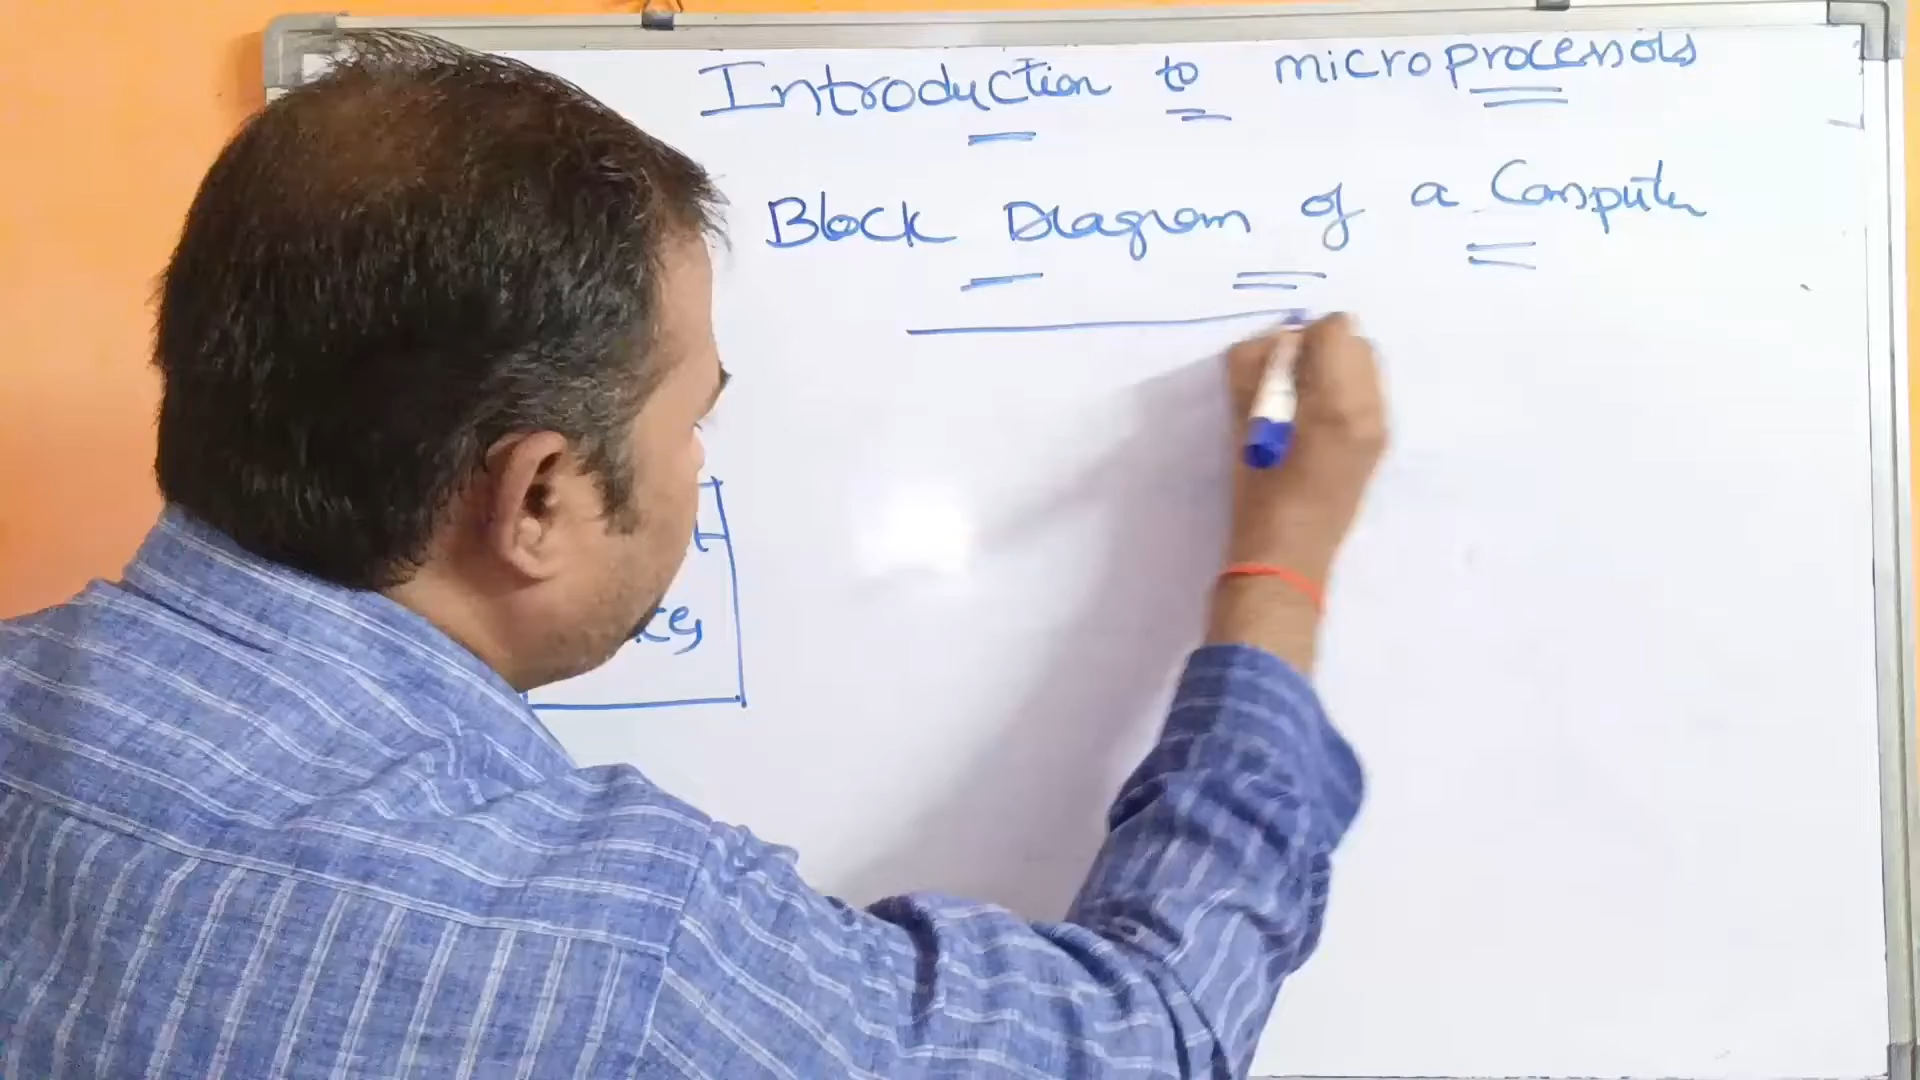 Introduction to microprocessors
Block Diagram of a Computer